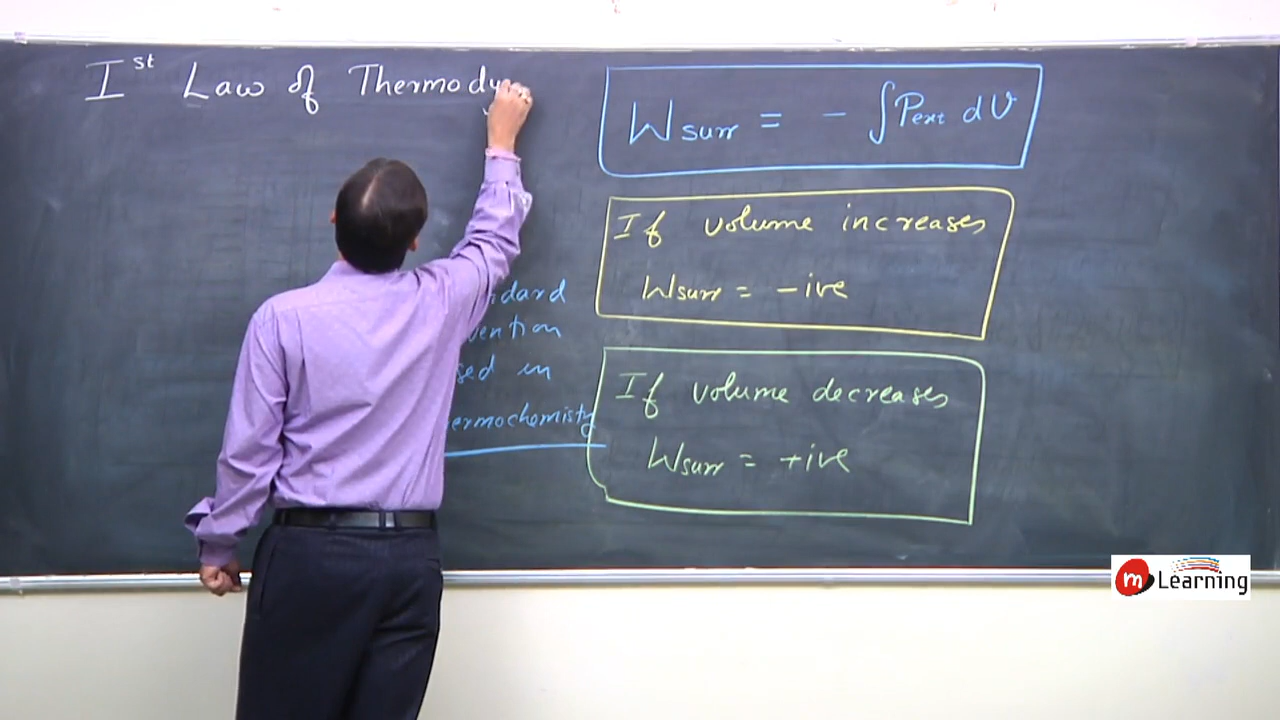 Ist Law of Thermody
Wsurr = - ∫Pext dV
If volume increases
Wsurr = -ive
If volume decreases
Wsurr = +ive
ndard
vention
sed in
ermochemisty
m Learning